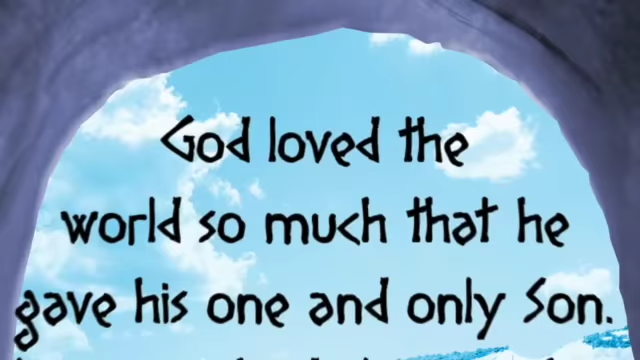 God loved the
world so much that he
gave his one and only Son.